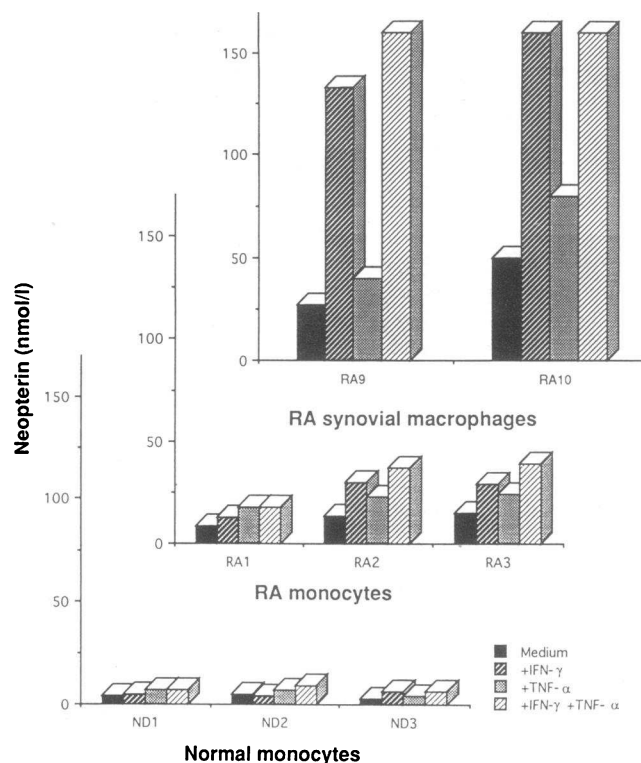 Neopterin (nmol/l)
150
100
50
0
RA9 RA10
RA synovial macrophages
150
100
50
0
RA1 RA2 RA3
RA monocytes
150
100
50
0
ND1 ND2 ND3
Normal monocytes
Medium
+IFN- γ
+TNF- α
+IFN-γ +TNF- α